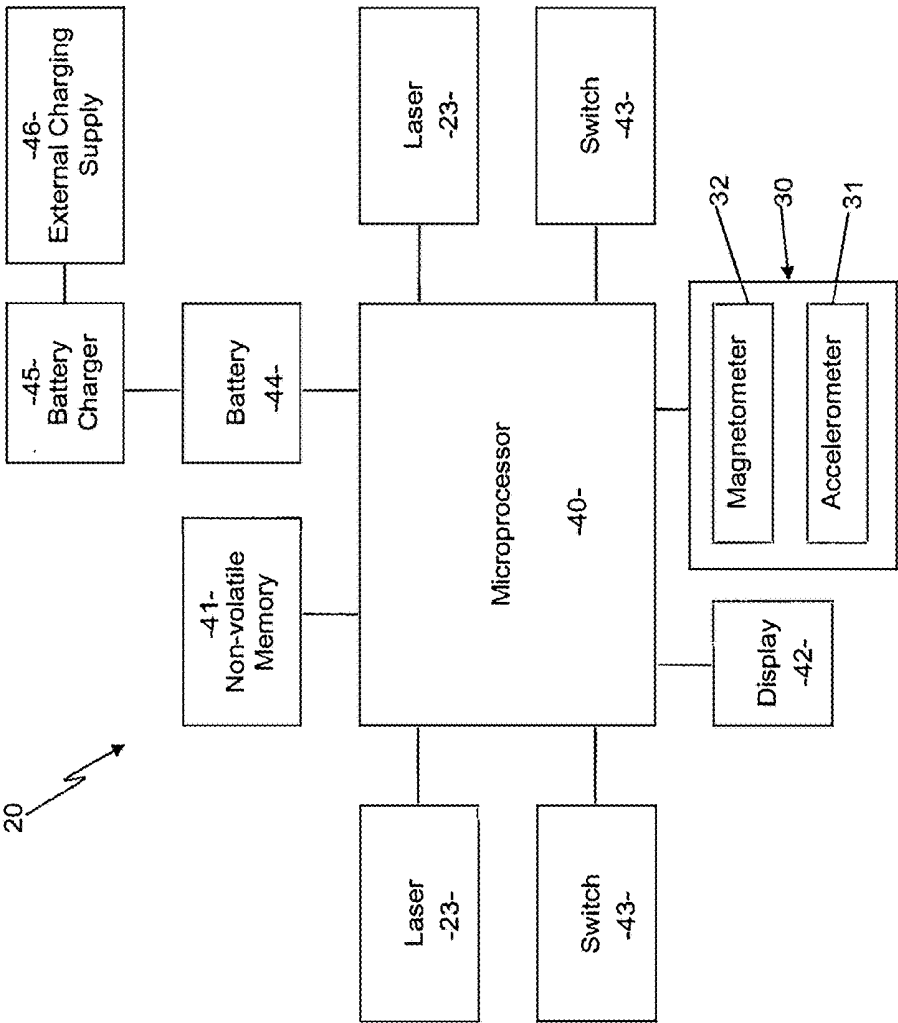 20
-46-
External Charging
Supply
-45-
Battery
Charger
-41-
Non-volatile
Memory
Battery
-44-
Laser
-23-
Laser
-23-
Microprocessor
-40-
Switch
-43-
Switch
-43-
Display
-42-
Magnetometer
Accelerometer
32
30
31